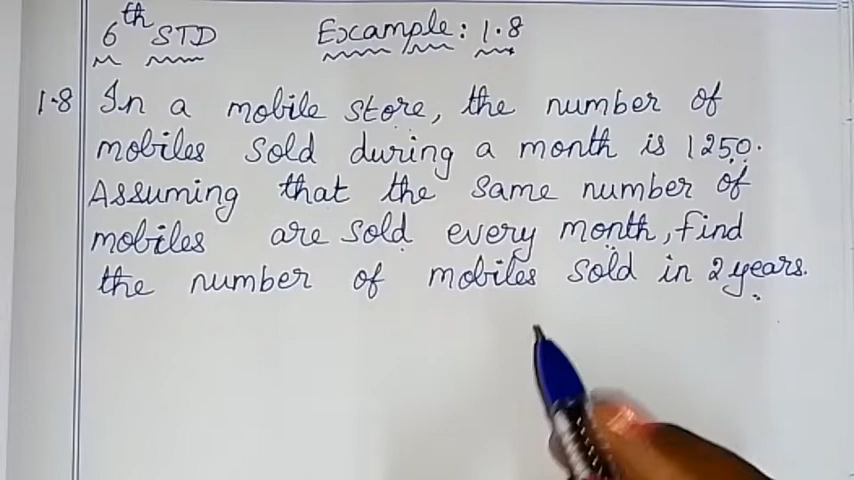 6th STD Example: 1.8
1.8 In a mobile store, the number of
mobiles sold during a month is 1250.
Assuming that the same number of
mobiles are sold every month, find
the number of mobiles sold in 2 years.